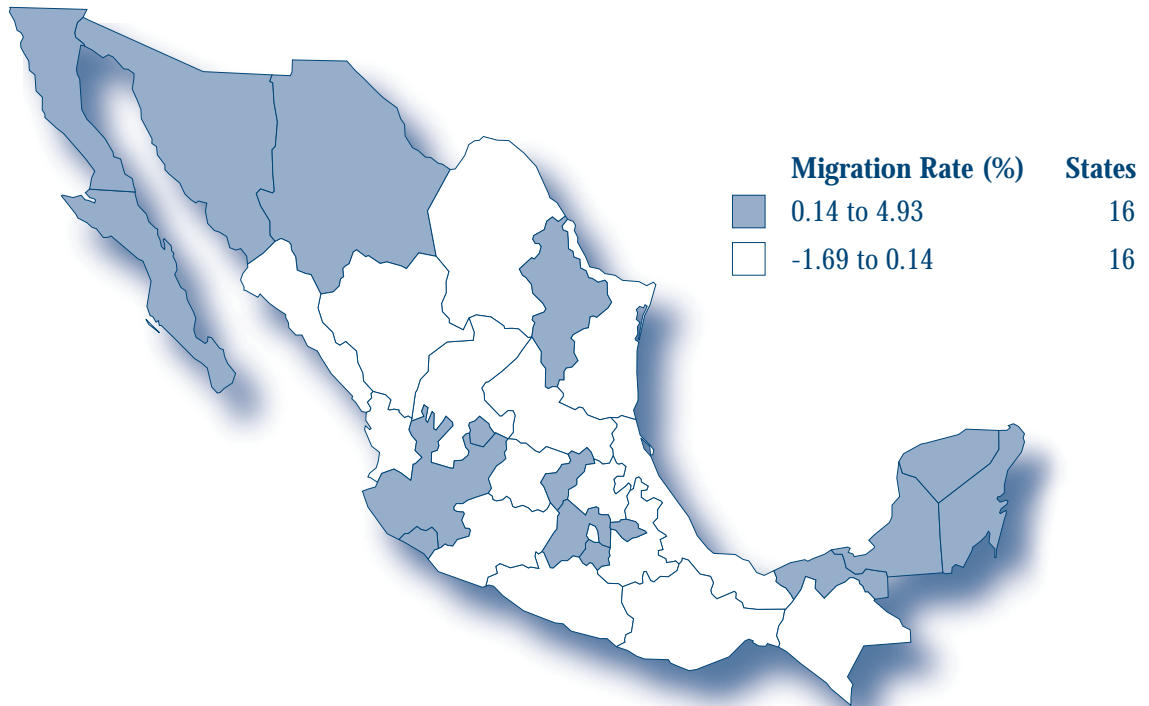 Migration Rate (%) States
0.14 to 4.93 16
-1.69 to 0.14 16